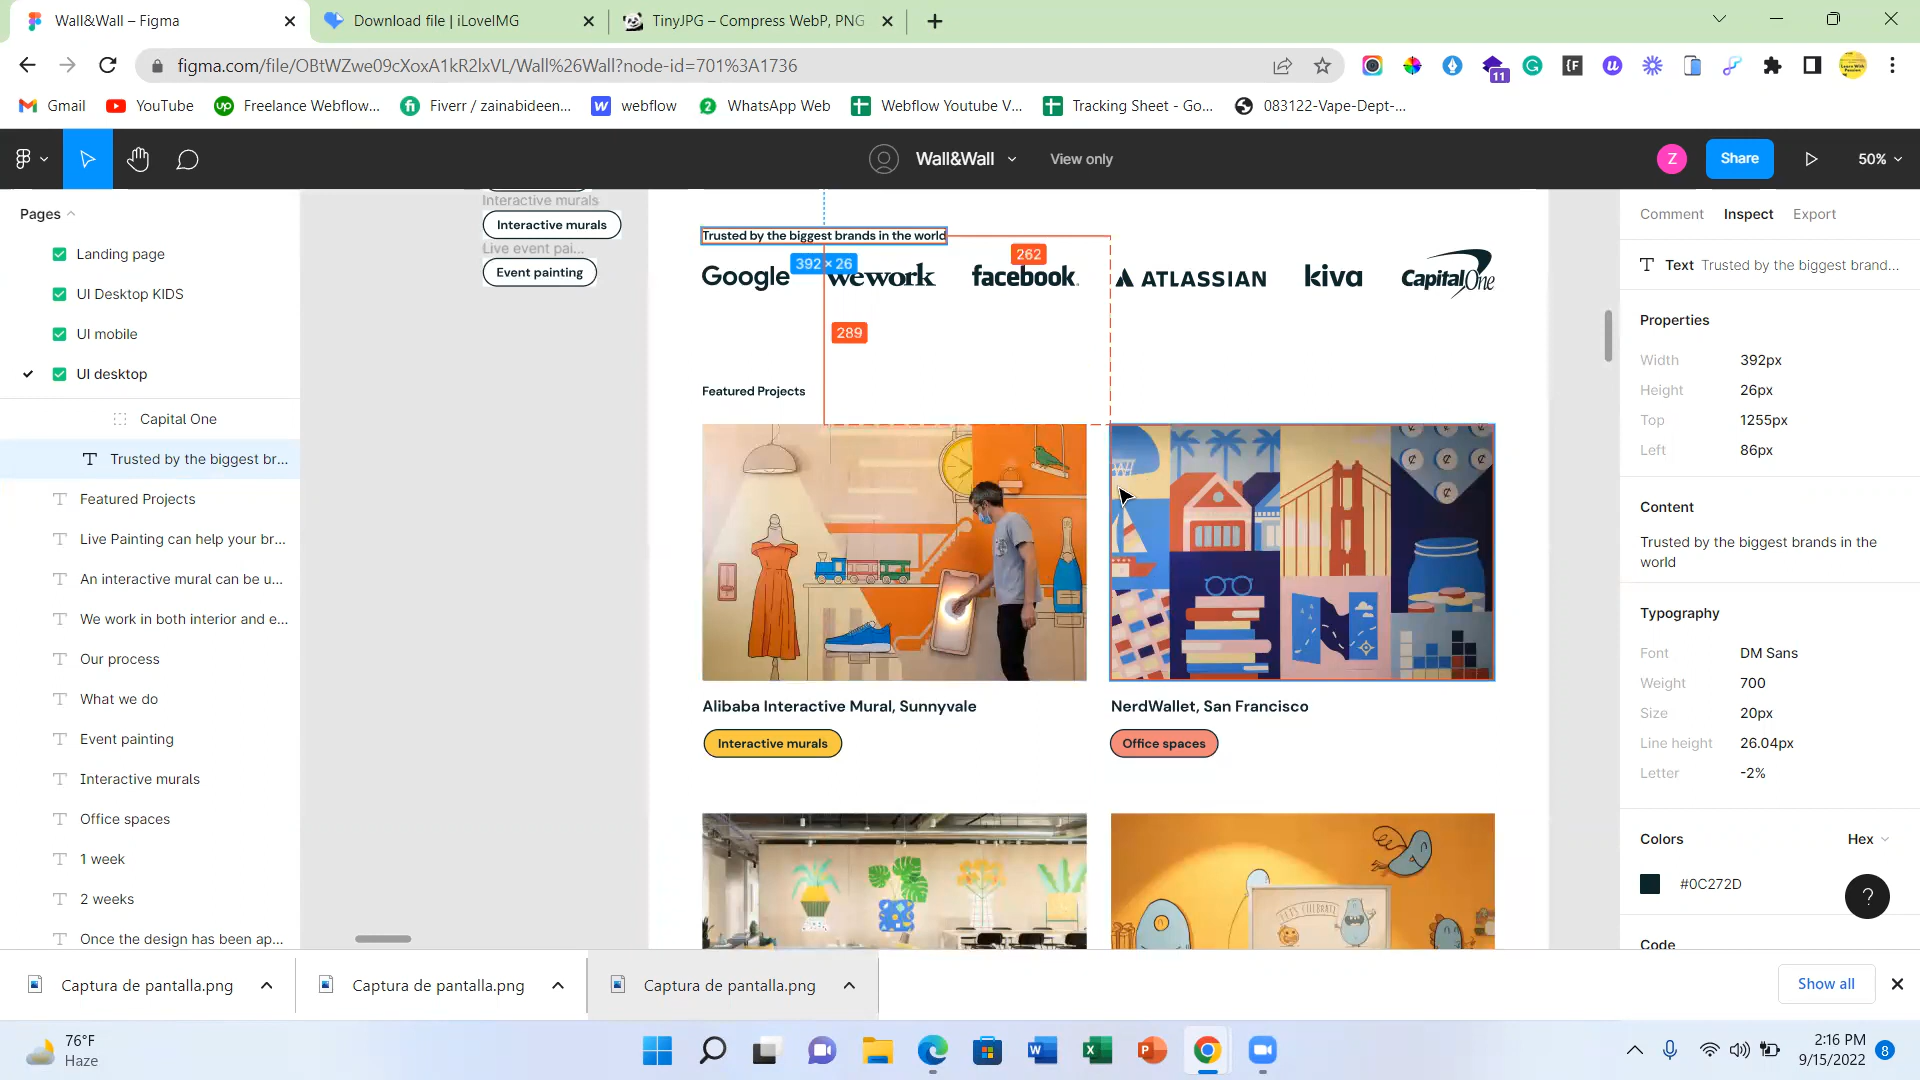 Wall&Wall – Figma
Download file | iLoveIMG
TinyJPG – Compress WebP, PNG
figma.com/file/OBtWZwe09cXoxA1kR2lxVL/Wall%26Wall?node-id=701%3A1736
11
Gmail
YouTube
Freelance Webflow...
Fiverr / zainabideen...
webflow
WhatsApp Web
Webflow Youtube V...
Tracking Sheet - Go...
083122-Vape-Dept-...
Wall&Wall
View only
Z
Share
50%
Pages
Landing page
UI Desktop KIDS
UI mobile
UI desktop
Capital One
Trusted by the biggest br...
Featured Projects
Live Painting can help your br...
An interactive mural can be u...
We work in both interior and e...
Our process
What we do
Event painting
Interactive murals
Office spaces
1 week
2 weeks
Once the design has been ap...
Interactive murals
Interactive murals
Live event pai...
Event painting
Trusted by the biggest brands in the world
392 × 26
262
289
Google
wework
facebook.
ATLASSIAN
kiva
Capital One
Featured Projects
Alibaba Interactive Mural, Sunnyvale
Interactive murals
NerdWallet, San Francisco
Office spaces
LET'S CELEBRATE
Comment
Inspect
Export
Text Trusted by the biggest brand...
Properties
Width 392px
Height 26px
Top 1255px
Left 86px
Content
Trusted by the biggest brands in the
world
Typography
Font DM Sans
Weight 700
Size 20px
Line height 26.04px
Letter -2%
Colors
Hex
#0C272D
?
Code
Captura de pantalla.png
Captura de pantalla.png
Captura de pantalla.png
Show all
76°F
Haze
2:16 PM
9/15/2022
8